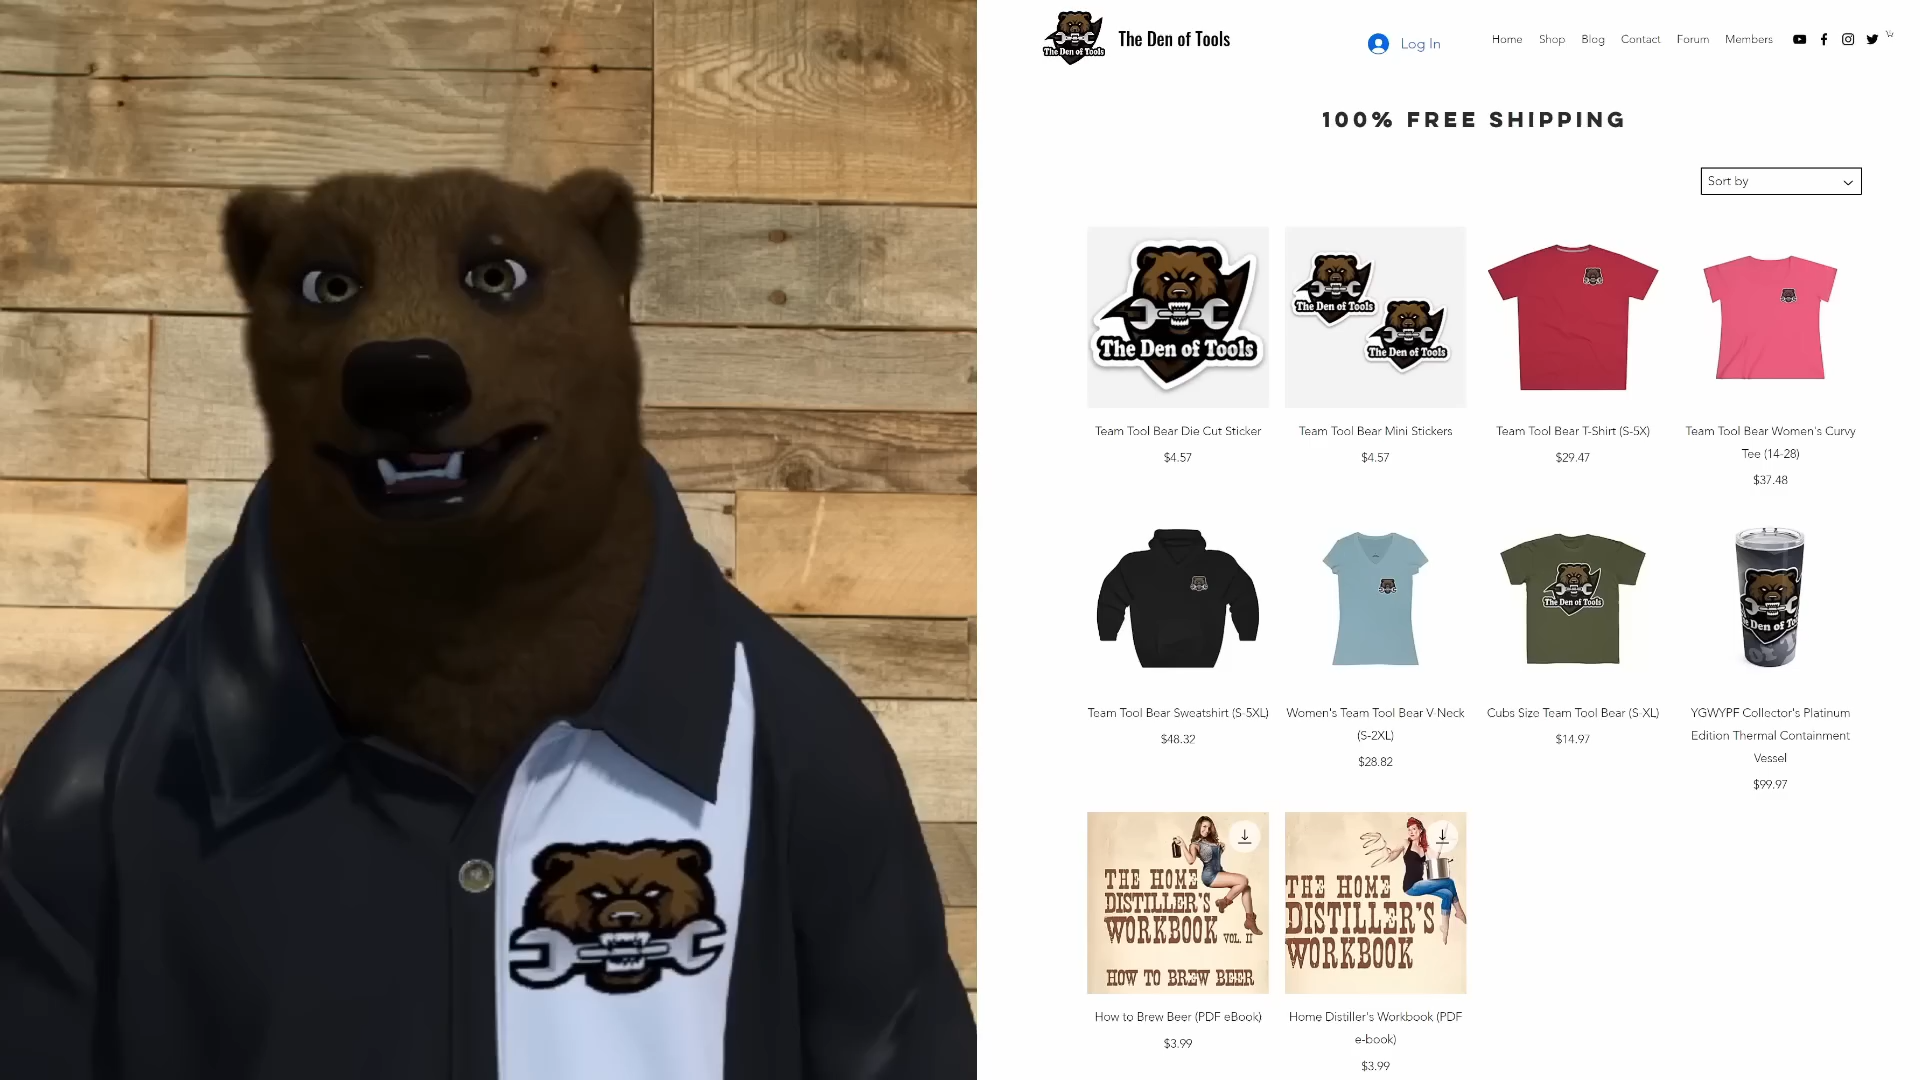 The Den of Tools
The Den of Tools
Log In
Home
Shop
Blog
Contact
Forum
Members
100% FREE SHIPPING
Sort by
The Den of Tools
The Den of Tools
The Den of Tools
Team Tool Bear Die Cut Sticker
$4.57
Team Tool Bear Mini Stickers
$4.57
Team Tool Bear T-Shirt (S-5X)
$29.47
Team Tool Bear Women's Curvy
Tee (14-28)
$37.48
The Den of Tools
Team Tool Bear Sweatshirt (S-5XL)
$48.32
Women's Team Tool Bear V-Neck
(S-2XL)
$28.82
Cubs Size Team Tool Bear (S-XL)
$14.97
YGWYPF Collector's Platinum
Edition Thermal Containment
Vessel
$99.97
THE HOME
DISTILLER'S
WORKBOOK VOL. II
HOW TO BREW BEER
THE HOME
DISTILLER'S
WORKBOOK
How to Brew Beer (PDF eBook)
$3.99
Home Distiller's Workbook (PDF
e-book)
$3.99